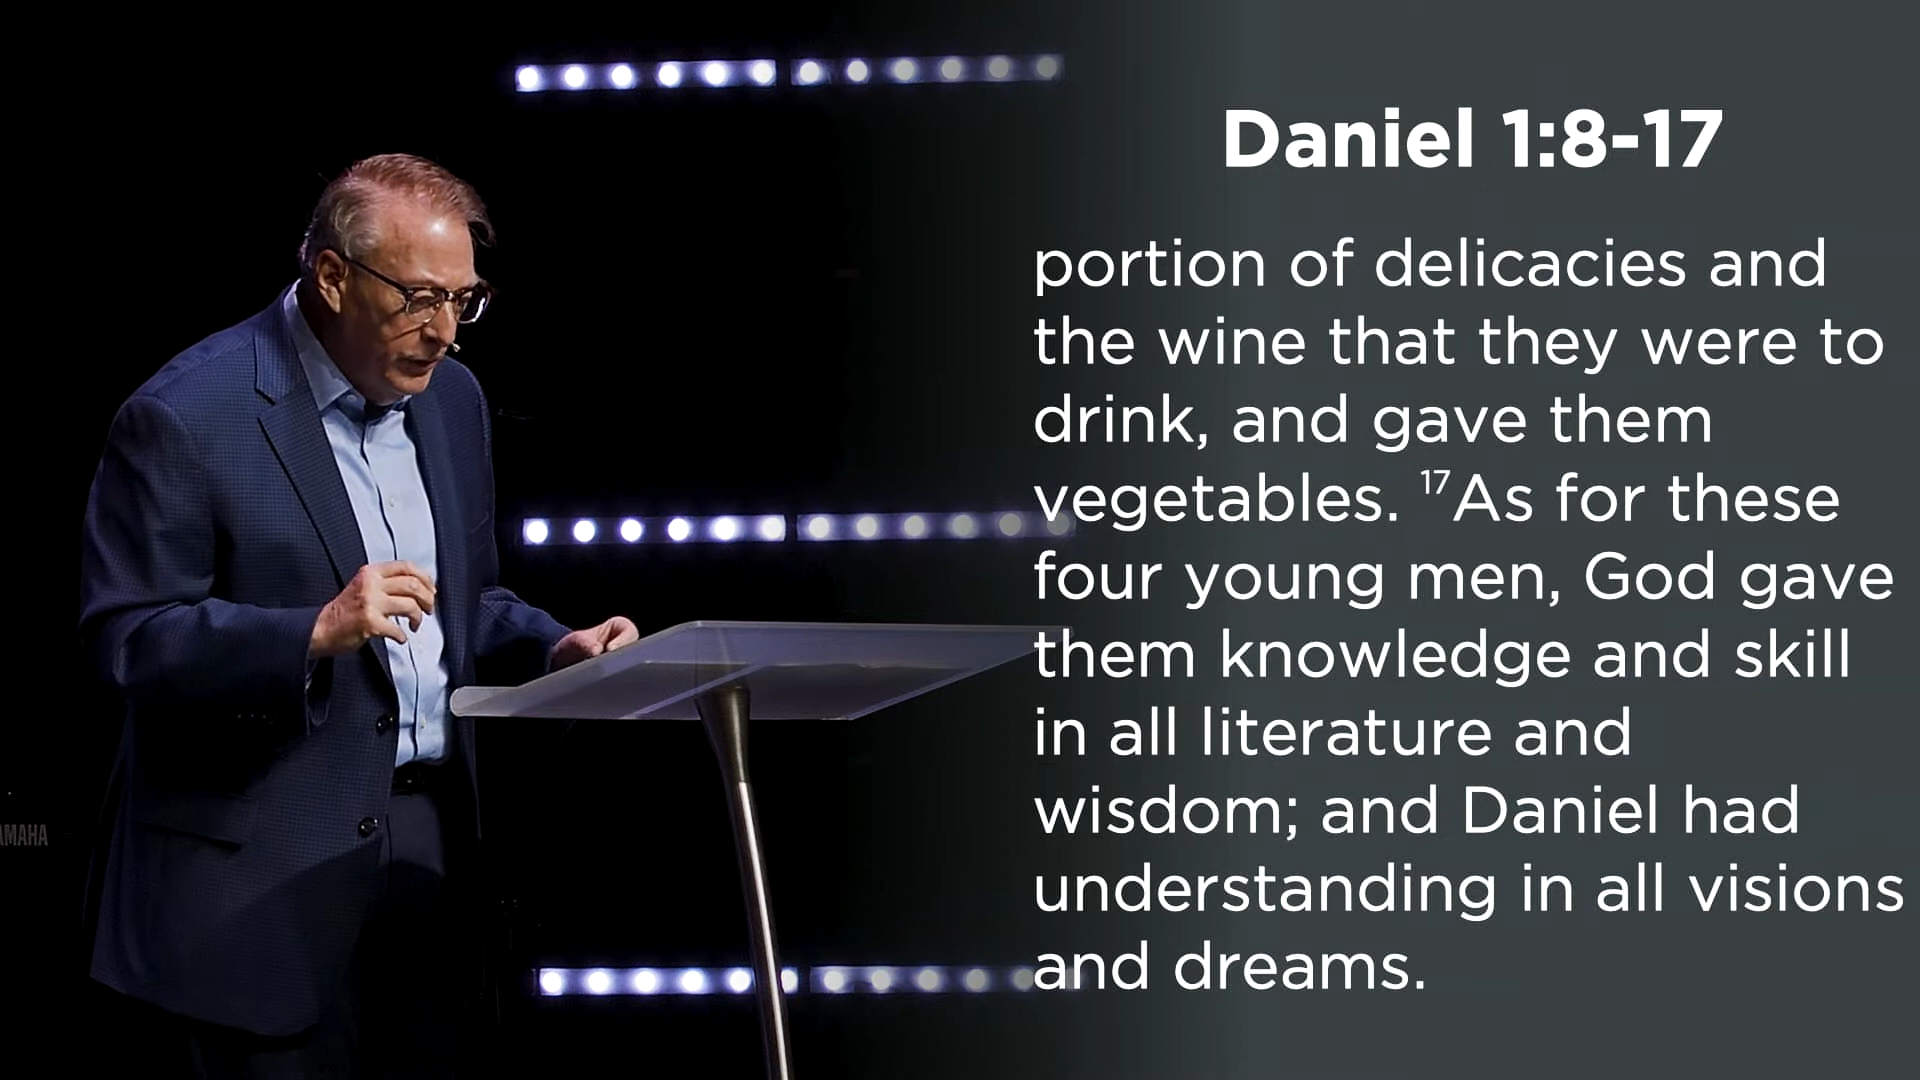 Daniel 1:8-17
portion of delicacies and
the wine that they were to
drink, and gave them
vegetables. ¹⁷As for these
four young men, God gave
them knowledge and skill
in all literature and
wisdom; and Daniel had
understanding in all visions
and dreams.
AMAHA